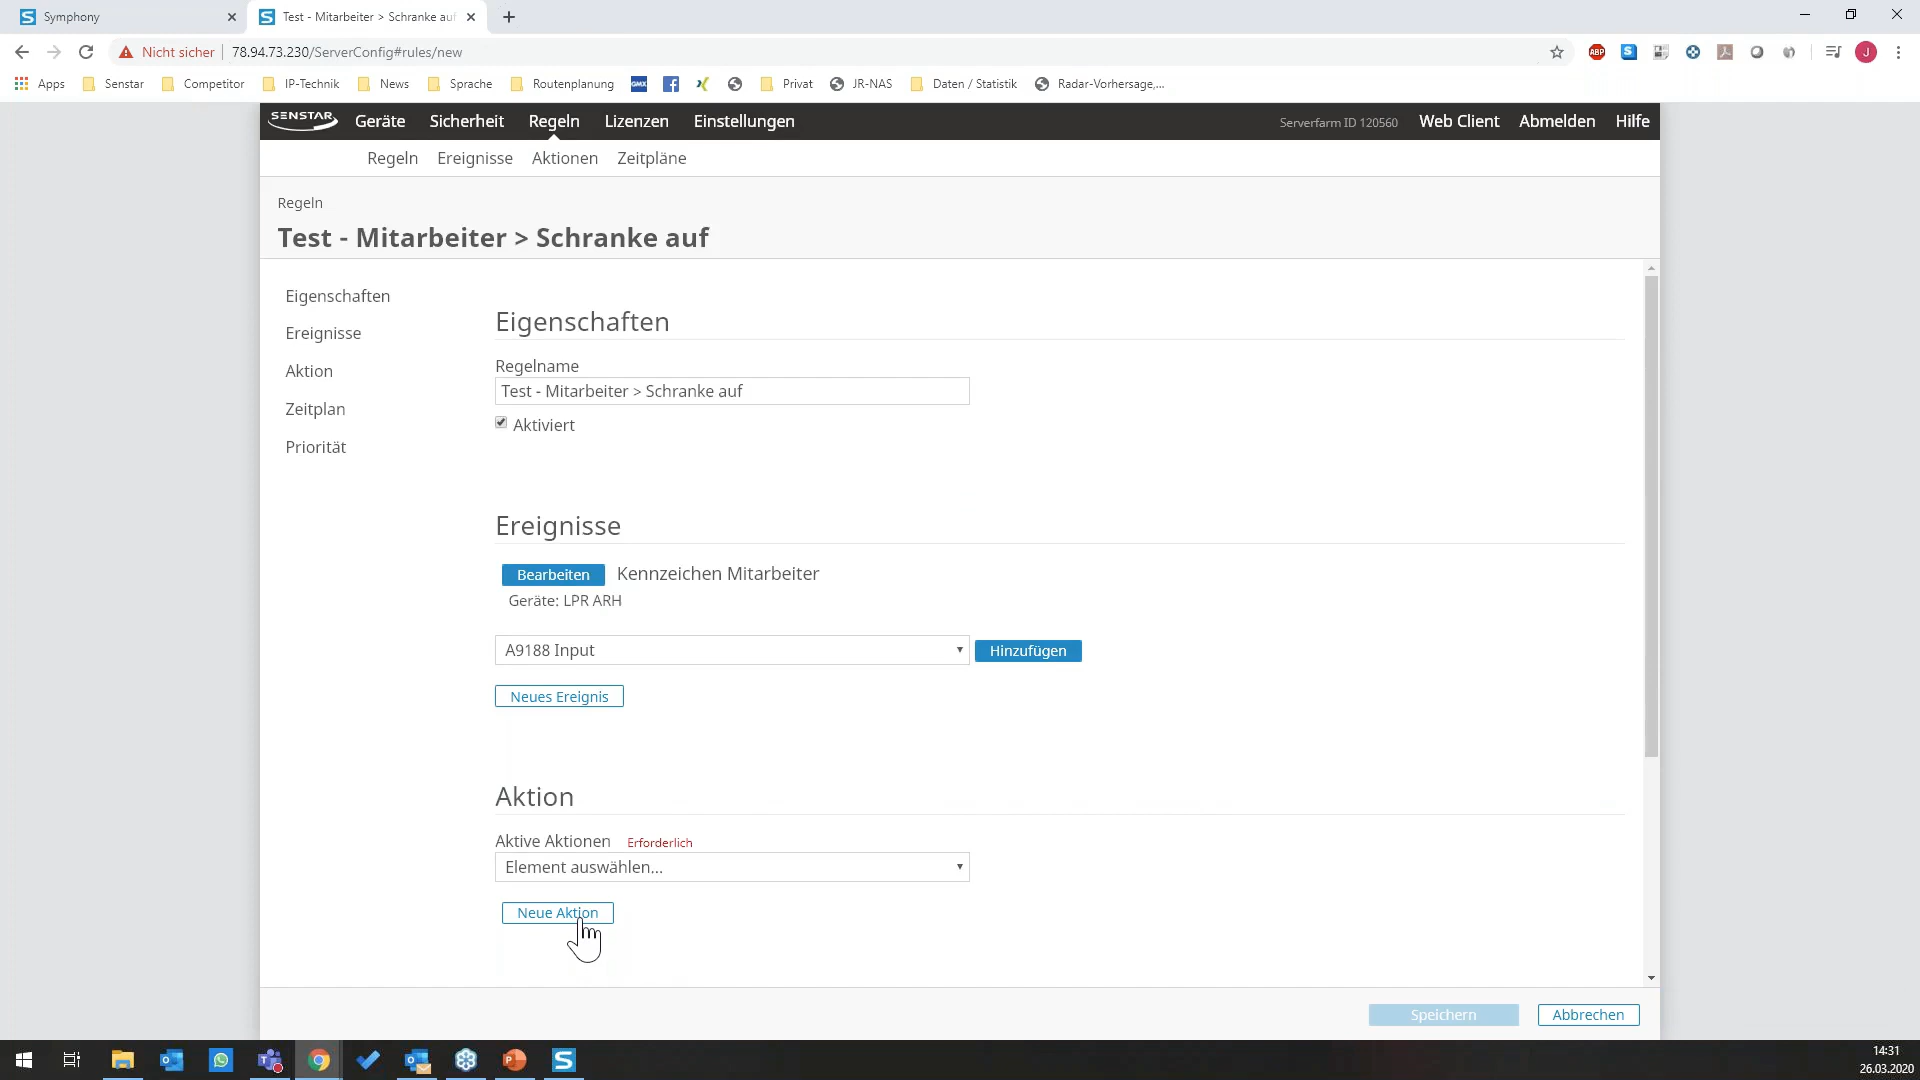 Symphony
Test - Mitarbeiter > Schranke auf
Nicht sicher
78.94.73.230/ServerConfig#rules/new
ABP
S
J
Apps
Senstar
Competitor
IP-Technik
News
Sprache
Routenplanung
GMX
Privat
JR-NAS
Daten / Statistik
Radar-Vorhersage,...
SENSTAR
Geräte
Sicherheit
Regeln
Lizenzen
Einstellungen
Serverfarm ID 120560
Web Client
Abmelden
Hilfe
Regeln
Ereignisse
Aktionen
Zeitpläne
Regeln
Test - Mitarbeiter > Schranke auf
Eigenschaften
Ereignisse
Aktion
Zeitplan
Priorität
Eigenschaften
Regelname
Test - Mitarbeiter > Schranke auf
Aktiviert
Ereignisse
Bearbeiten
Kennzeichen Mitarbeiter
Geräte: LPR ARH
A9188 Input
Hinzufügen
Neues Ereignis
Aktion
Aktive Aktionen
Erforderlich
Element auswählen...
Neue Aktion
Speichern
Abbrechen
14:31
26.03.2020